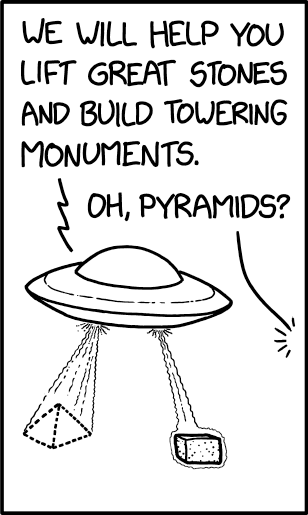 WE WILL HELP YOU
LIFT GREAT STONES
AND BUILD TOWERING
MONUMENTS.
OH, PYRAMIDS?